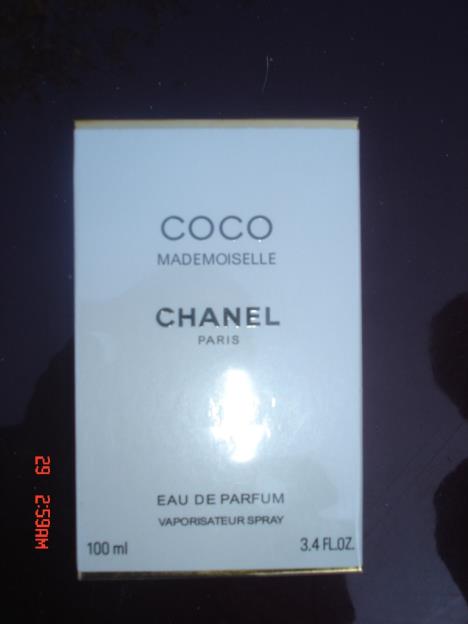 COCO
MADEMOISELLE
CHANEL
PARIS
EAU DE PARFUM
VAPORISATEUR SPRAY
100 ml 3.4 FL.OZ.
29 2:59AM